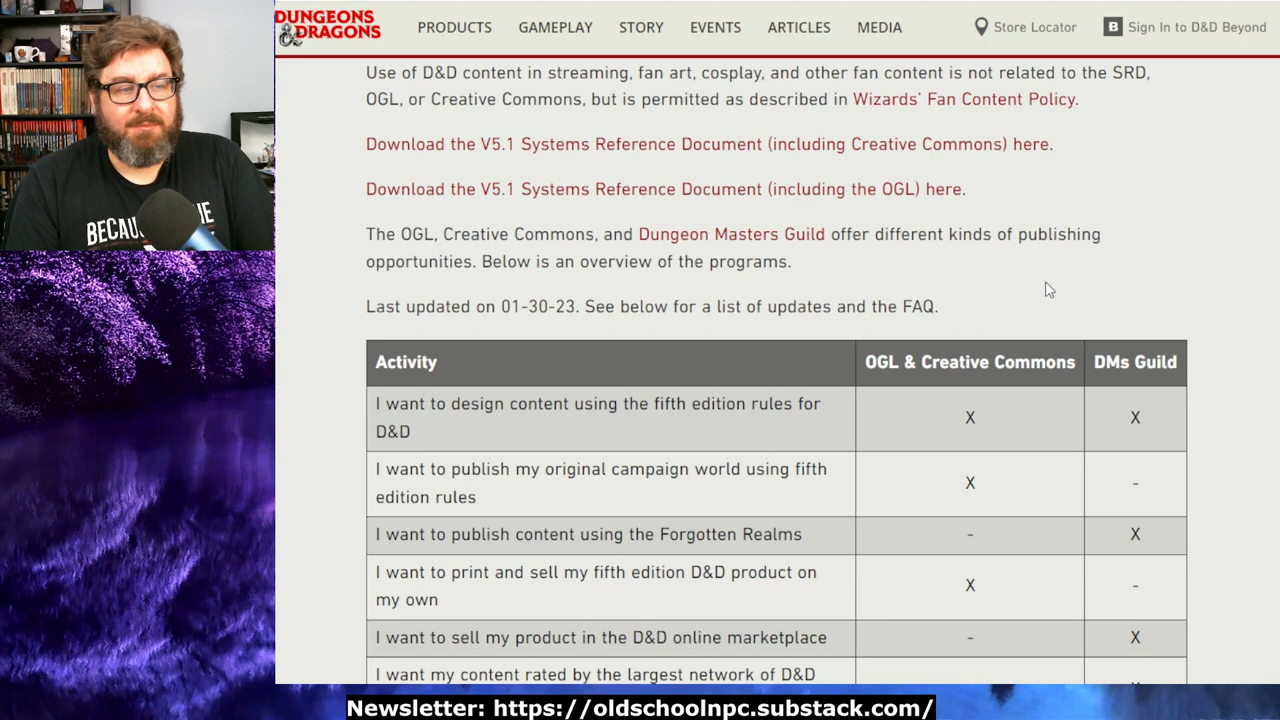 DUNGEONS
& DRAGONS
PRODUCTS GAMEPLAY STORY EVENTS ARTICLES MEDIA Store Locator B Sign In to D&D Beyond
Use of D&D content in streaming, fan art, cosplay, and other fan content is not related to the SRD,
OGL, or Creative Commons, but is permitted as described in Wizards' Fan Content Policy.
Download the V5.1 Systems Reference Document (including Creative Commons) here.
Download the V5.1 Systems Reference Document (including the OGL) here.
The OGL, Creative Commons, and Dungeon Masters Guild offer different kinds of publishing
opportunities. Below is an overview of the programs.
Last updated on 01-30-23. See below for a list of updates and the FAQ.
Activity OGL & Creative Commons DMs Guild
I want to design content using the fifth edition rules for
D&D X X
I want to publish my original campaign world using fifth
edition rules X -
I want to publish content using the Forgotten Realms - X
I want to print and sell my fifth edition D&D product on
my own X -
I want to sell my product in the D&D online marketplace - X
I want my content rated by the largest network of D&D
Newsletter: https://oldschoolnpc.substack.com/